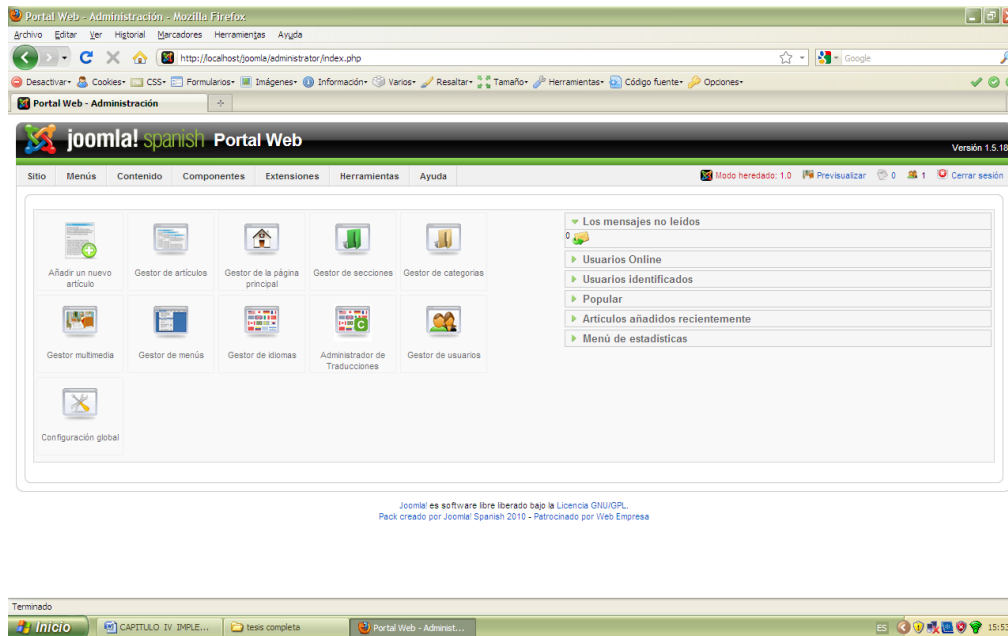 Portal Web - Administración - Mozilla Firefox
Archivo Editar Ver Historial Marcadores Herramientas Ayuda
http://localhost/joomla/administrator/index.php
Google
Desactivar Cookies CSS Formularios Imágenes Información Varios Resaltar Tamaño Herramientas Código fuente Opciones
Portal Web - Administración
joomla! spanish Portal Web
Versión 1.5.18
Sitio Menús Contenido Componentes Extensiones Herramientas Ayuda
Modo heredado: 1.0 Previsualizar 0 1 Cerrar sesión
Añadir un nuevo artículo
Gestor de artículos
Gestor de la página principal
Gestor de secciones
Gestor de categorias
Gestor multimedia
Gestor de menús
Gestor de idiomas
Administrador de Traducciones
Gestor de usuarios
Configuración global
Los mensajes no leídos
0
Usuarios Online
Usuarios identificados
Popular
Artículos añadidos recientemente
Menú de estadísticas
Joomla! es software libre liberado bajo la Licencia GNU/GPL.
Pack creado por Joomla! Spanish 2010 - Patrocinado por Web Empresa
Terminado
Inicio
CAPITULO IV IMPLE...
tesis completa
Portal Web - Administ...
ES
15:53